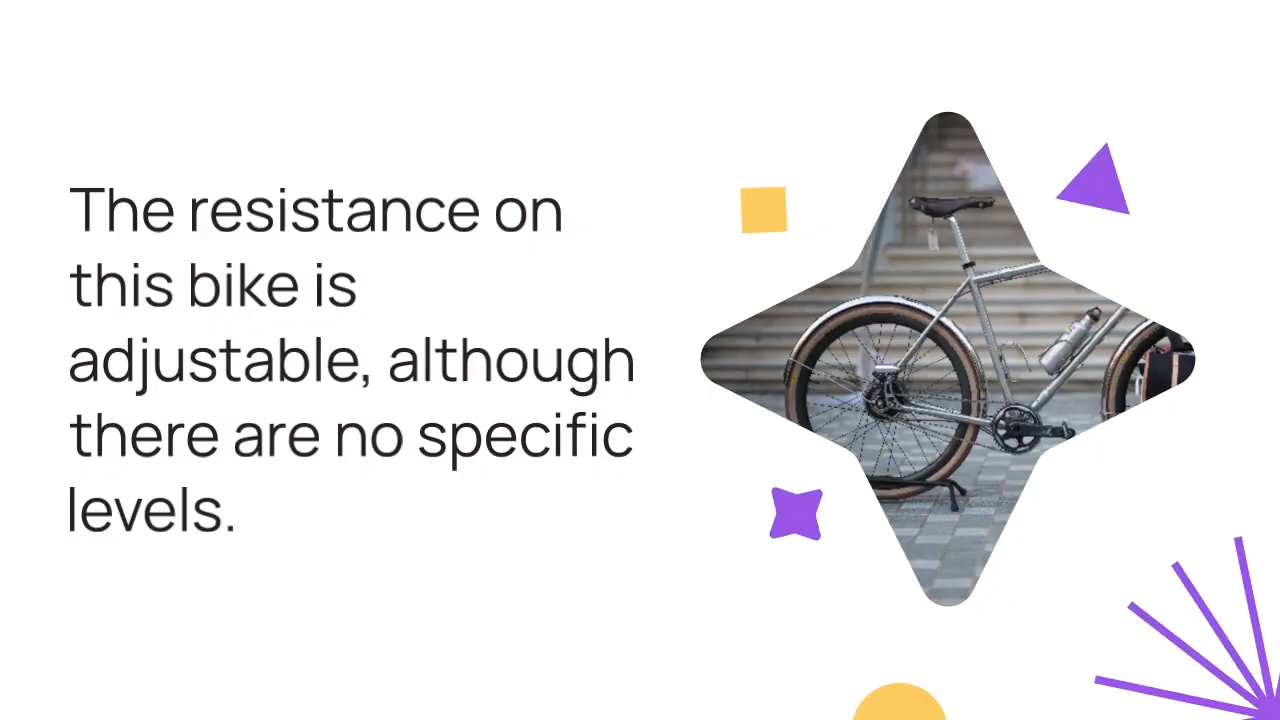 The resistance on
this bike is
adjustable, although
there are no specific
levels.